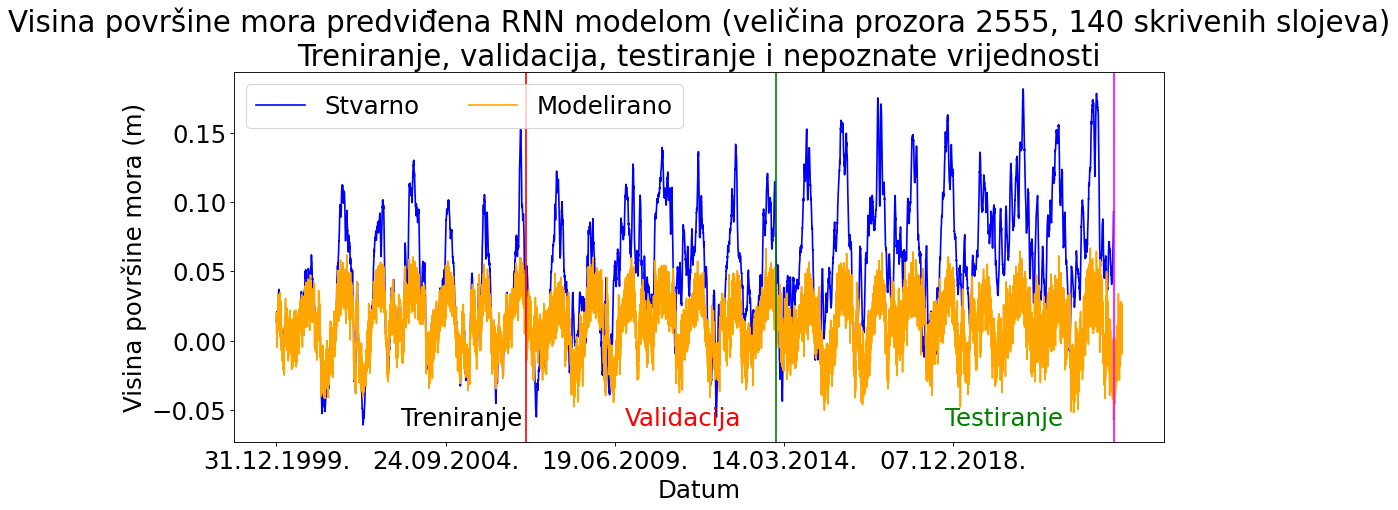 Visina površine mora predviđena RNN modelom (veličina prozora 2555, 140 skrivenih slojeva)
Treniranje, validacija, testiranje i nepoznate vrijednosti
Stvarno Modelirano
Visina površine mora (m)
0.15
0.10
0.05
0.00
−0.05
Treniranje Validacija Testiranje
31.12.1999. 24.09.2004. 19.06.2009. 14.03.2014. 07.12.2018.
Datum